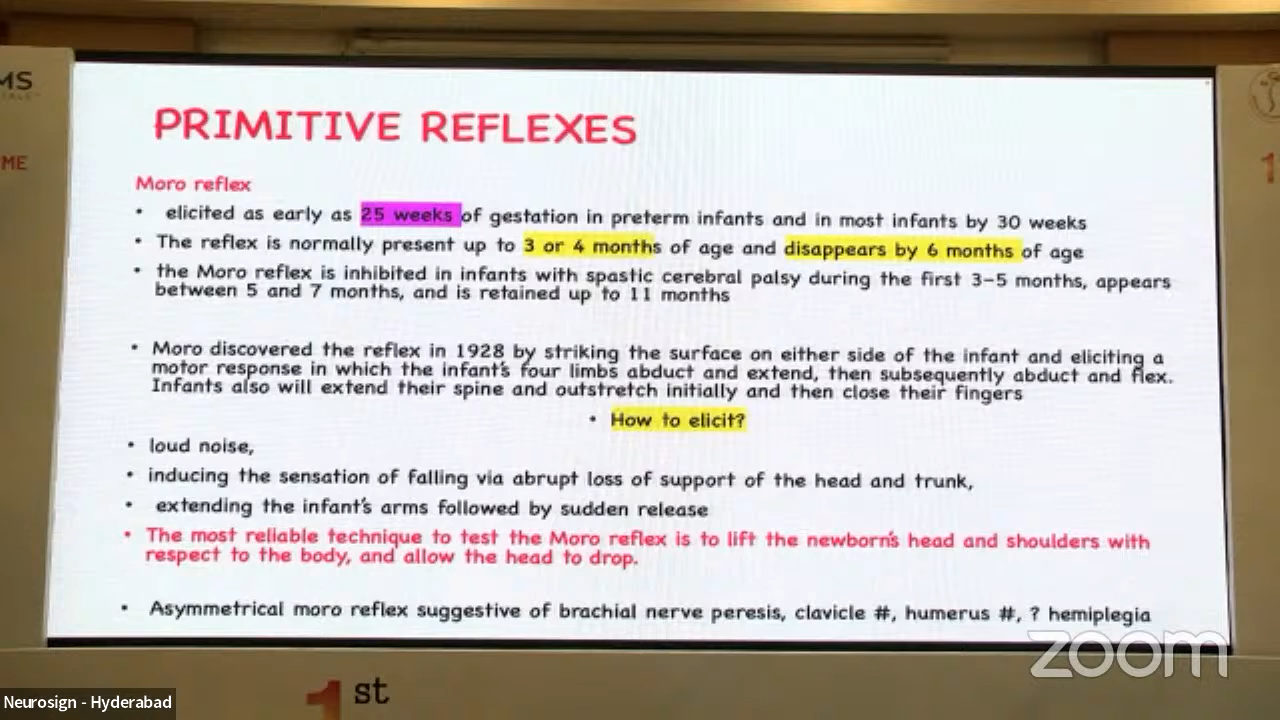 MS
ME
PRIMITIVE REFLEXES
Moro reflex
• elicited as early as 25 weeks of gestation in preterm infants and in most infants by 30 weeks
• The reflex is normally present up to 3 or 4 months of age and disappears by 6 months of age
• the Moro reflex is inhibited in infants with spastic cerebral palsy during the first 3-5 months, appears
between 5 and 7 months, and is retained up to 11 months
• Moro discovered the reflex in 1928 by striking the surface on either side of the infant and eliciting a
motor response in which the infant's four limbs abduct and extend, then subsequently abduct and flex.
Infants also will extend their spine and outstretch initially and then close their fingers
• How to elicit?
• loud noise,
• inducing the sensation of falling via abrupt loss of support of the head and trunk,
• extending the infant's arms followed by sudden release
• The most reliable technique to test the Moro reflex is to lift the newborn's head and shoulders with
respect to the body, and allow the head to drop.
• Asymmetrical moro reflex suggestive of brachial nerve peresis, clavicle #, humerus #, ? hemiplegia
zoom
1st
1
Neurosign - Hyderabad